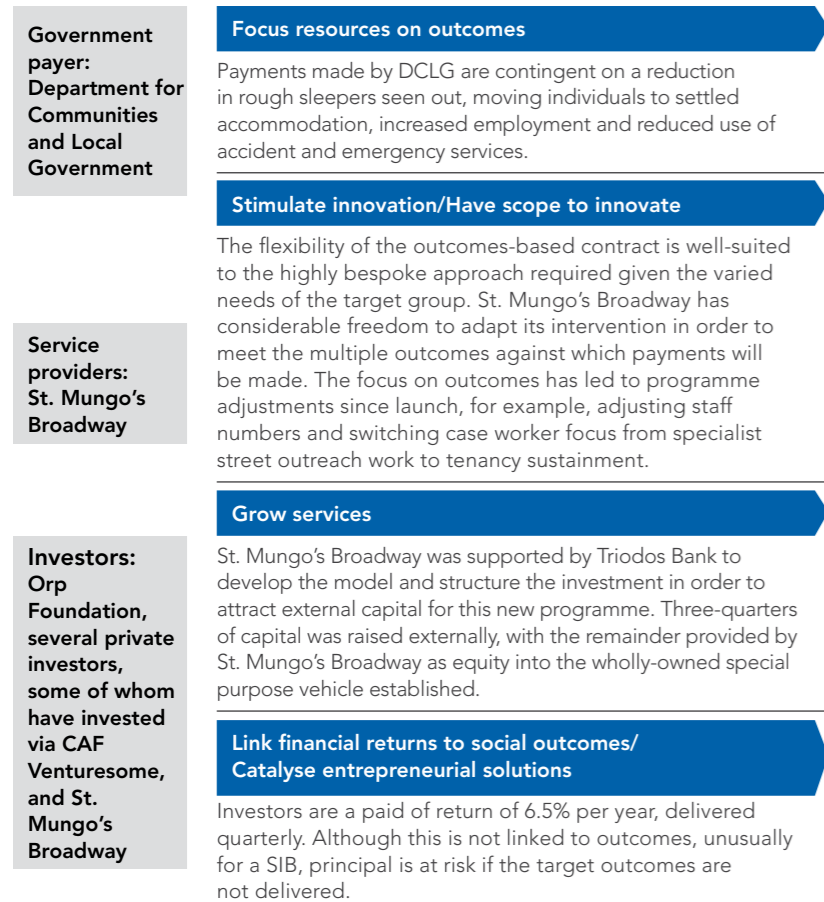 Government
payer:
Department for
Communities
and Local
Government
Focus resources on outcomes
Payments made by DCLG are contingent on a reduction
in rough sleepers seen out, moving individuals to settled
accommodation, increased employment and reduced use of
accident and emergency services.
Stimulate innovation/Have scope to innovate
The flexibility of the outcomes-based contract is well-suited
to the highly bespoke approach required given the varied
needs of the target group. St. Mungo's Broadway has
considerable freedom to adapt its intervention in order to
meet the multiple outcomes against which payments will
be made. The focus on outcomes has led to programme
adjustments since launch, for example, adjusting staff
numbers and switching case worker focus from specialist
street outreach work to tenancy sustainment.
Service
providers:
St. Mungo's
Broadway
Grow services
St. Mungo's Broadway was supported by Triodos Bank to
develop the model and structure the investment in order to
attract external capital for this new programme. Three-quarters
of capital was raised externally, with the remainder provided by
St. Mungo's Broadway as equity into the wholly-owned special
purpose vehicle established.
Investors:
Orp
Foundation,
several private
investors,
some of whom
have invested
via CAF
Venturesome,
and St.
Mungo's
Broadway
Link financial returns to social outcomes/
Catalyse entrepreneurial solutions
Investors are a paid of return of 6.5% per year, delivered
quarterly. Although this is not linked to outcomes, unusually
for a SIB, principal is at risk if the target outcomes are
not delivered.